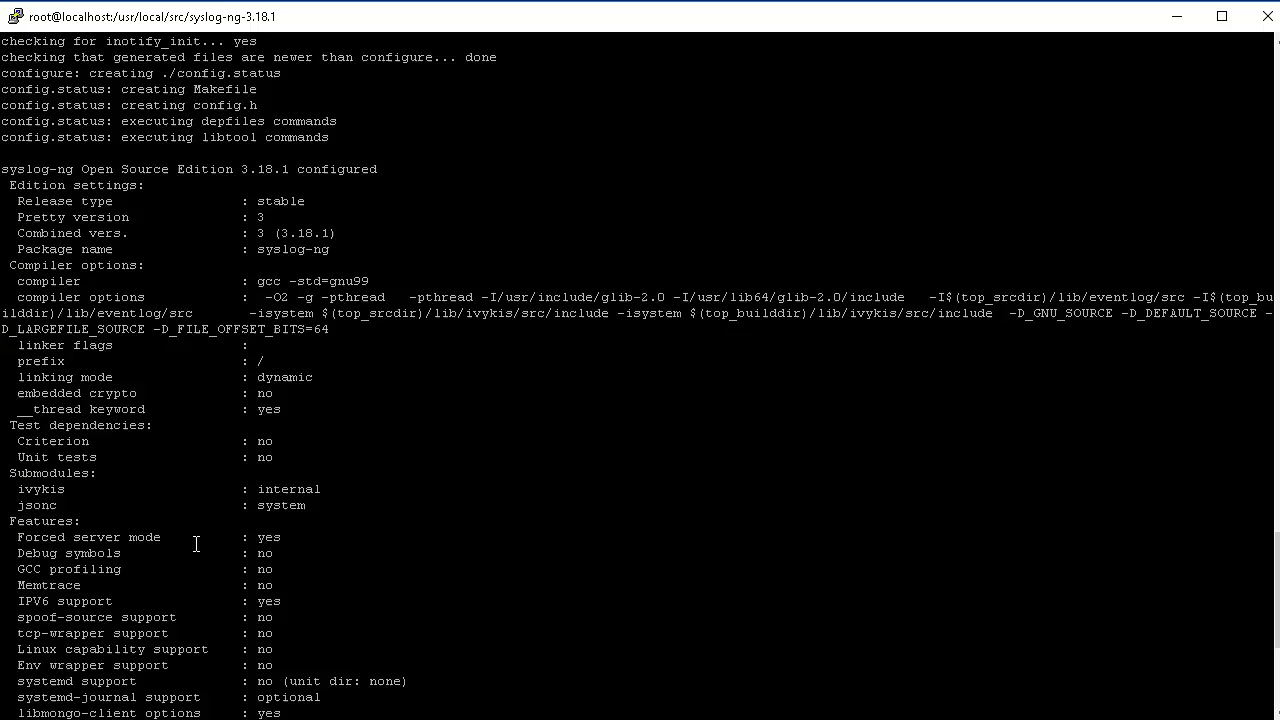 root@localhost:/usr/local/src/syslog-ng-3.18.1
checking for inotify_init... yes
checking that generated files are newer than configure... done
configure: creating ./config.status
config.status: creating Makefile
config.status: creating config.h
config.status: executing depfiles commands
config.status: executing libtool commands
syslog-ng Open Source Edition 3.18.1 configured
 Edition settings:
  Release type                : stable
  Pretty version              : 3
  Combined vers.              : 3 (3.18.1)
  Package name                : syslog-ng
 Compiler options:
  compiler                    : gcc -std=gnu99
  compiler options            :  -O2 -g -pthread   -pthread -I/usr/include/glib-2.0 -I/usr/lib64/glib-2.0/include   -I$(top_srcdir)/lib/eventlog/src -I$(top_bu
ilddir)/lib/eventlog/src       -isystem $(top_srcdir)/lib/ivykis/src/include -isystem $(top_builddir)/lib/ivykis/src/include  -D_GNU_SOURCE -D_DEFAULT_SOURCE -
D_LARGEFILE_SOURCE -D_FILE_OFFSET_BITS=64
  linker flags                :
  prefix                      : /
  linking mode                : dynamic
  embedded crypto             : no
  __thread keyword            : yes
 Test dependencies:
  Criterion                   : no
  Unit tests                  : no
 Submodules:
  ivykis                      : internal
  jsonc                       : system
 Features:
  Forced server mode          : yes
  Debug symbols               : no
  GCC profiling               : no
  Memtrace                    : no
  IPV6 support                : yes
  spoof-source support        : no
  tcp-wrapper support         : no
  Linux capability support    : no
  Env wrapper support         : no
  systemd support             : no (unit dir: none)
  systemd-journal support     : optional
  libmongo-client options     : yes